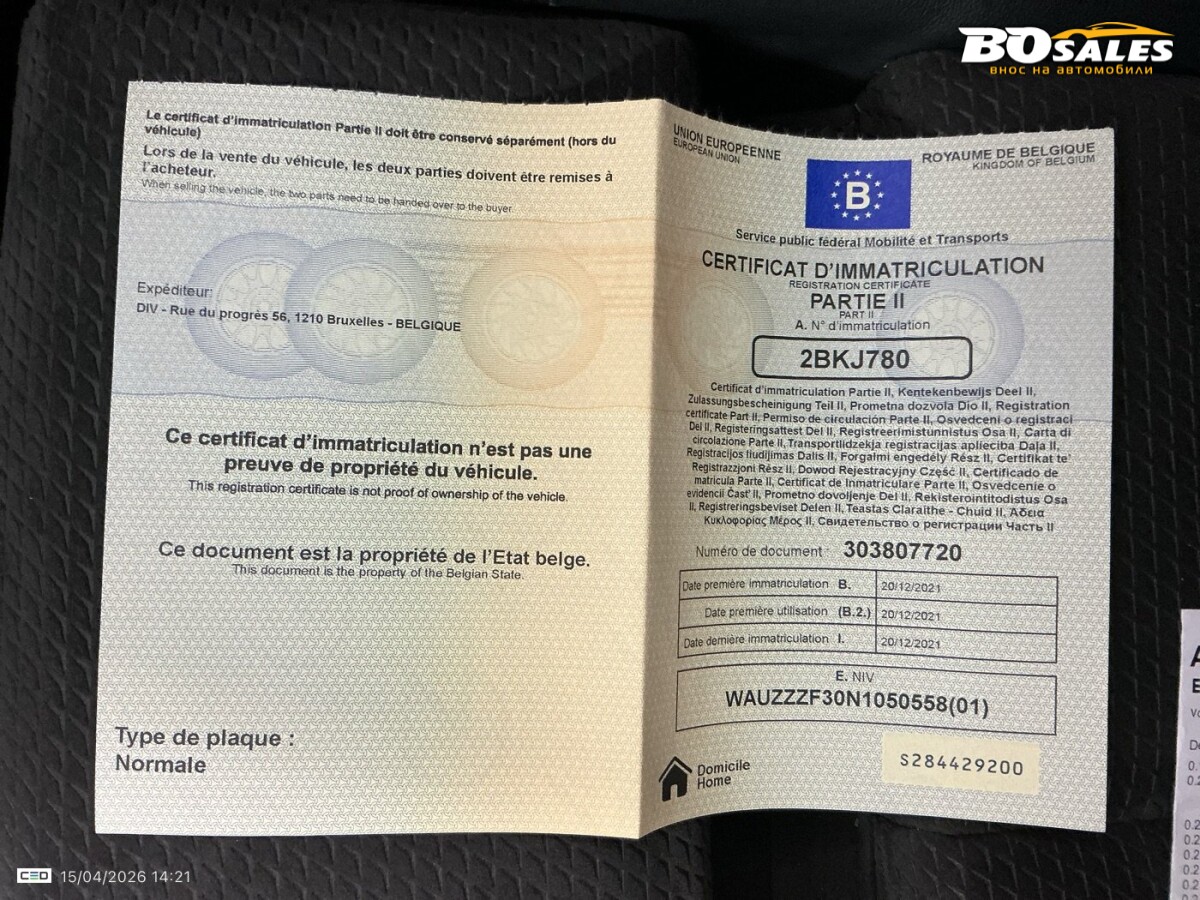 BOSALES
внос на автомобили
Le certificat d'immatriculation Partie II doit être conservé séparément (hors du
véhicule)
Lors de la vente du véhicule, les deux parties doivent être remises à
l'acheteur.
When selling the vehicle, the two parts need to be handed over to the buyer
Expéditeur:
DIV - Rue du progrès 56, 1210 Bruxelles - BELGIQUE
Ce certificat d'immatriculation n'est pas une
preuve de propriété du véhicule.
This registration certificate is not proof of ownership of the vehicle.
Ce document est la propriété de l'Etat belge.
This document is the property of the Belgian State.
Type de plaque :
Normale
UNION EUROPEENNE
EUROPEAN UNION
B
ROYAUME DE BELGIQUE
KINGDOM OF BELGIUM
Service public fédéral Mobilité et Transports
CERTIFICAT D'IMMATRICULATION
REGISTRATION CERTIFICATE
PARTIE II
PART II
A. N° d'immatriculation
2BKJ780
Certificat d'immatriculation Partie II, Kentekenbewijs Deel II,
Zulassungsbescheinigung Teil II, Prometna dozvola Dio II, Registration
certificate Part II, Permiso de circulación Parte II, Osvedceni o registraci
Del II, Registeringsattest Del II, Registreerimistunnistus Osa II, Carta di
circolazione Parte II, Transportlidzekja registracijas aplieciba Daļa II,
Registracijos liudijimas Dalis II, Forgalmi engedély Rész II, Certifikat te'
Registrazzjoni Rész II, Dowod Rejestracyjny Część II, Certificado de
matricula Parte II, Certificat de Inmatriculare Parte II, Osvedcenie o
evidencii Cast' II, Prometno dovoljenje Del II, Rekisterointitodistus Osa
II, Registreringsbeviset Delen II, Teastas Claraithe - Chuid II, Άδεια
Κυκλοφορίας Μέρος II, Свидетельство о регистрации Часть II
Numéro de document : 303807720
Date première immatriculation B. 20/12/2021
Date première utilisation (B.2.) 20/12/2021
Date dernière immatriculation I. 20/12/2021
E. NIV
WAUZZZF30N1050558(01)
Domicile
Home
S284429200
CEO 15/04/2026 14:21